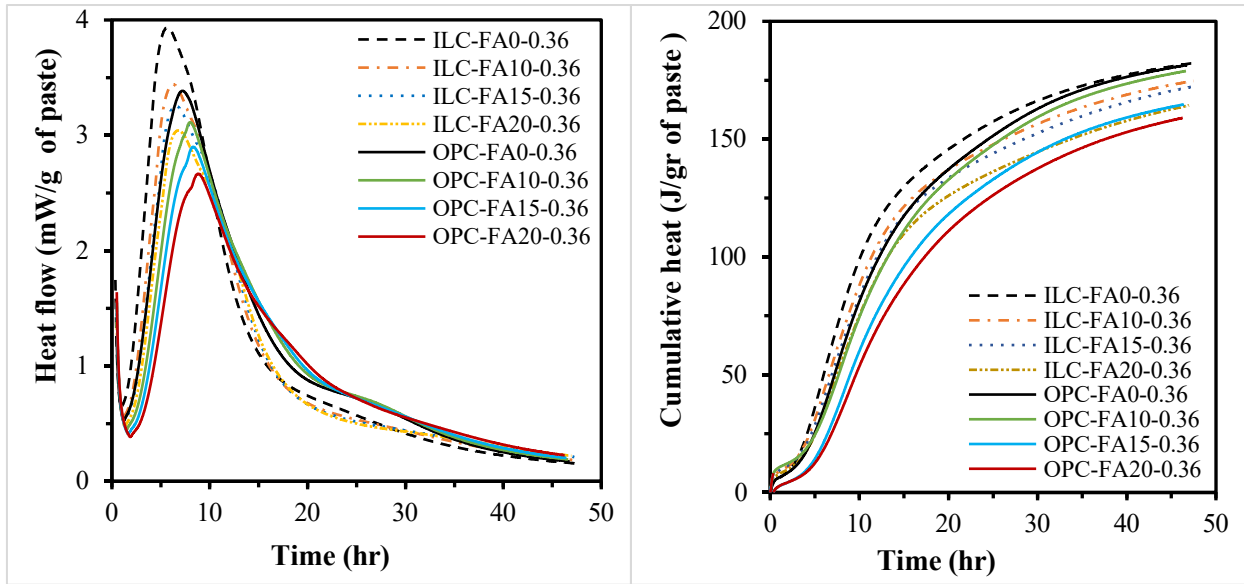 Heat flow (mW/g of paste)
4
3
2
1
0
ILC-FA0-0.36
ILC-FA10-0.36
ILC-FA15-0.36
ILC-FA20-0.36
OPC-FA0-0.36
OPC-FA10-0.36
OPC-FA15-0.36
OPC-FA20-0.36
0 10 20 30 40 50
Time (hr)
Cumulative heat (J/gr of paste)
200
150
100
50
0
ILC-FA0-0.36
ILC-FA10-0.36
ILC-FA15-0.36
ILC-FA20-0.36
OPC-FA0-0.36
OPC-FA10-0.36
OPC-FA15-0.36
OPC-FA20-0.36
0 10 20 30 40 50
Time (hr)